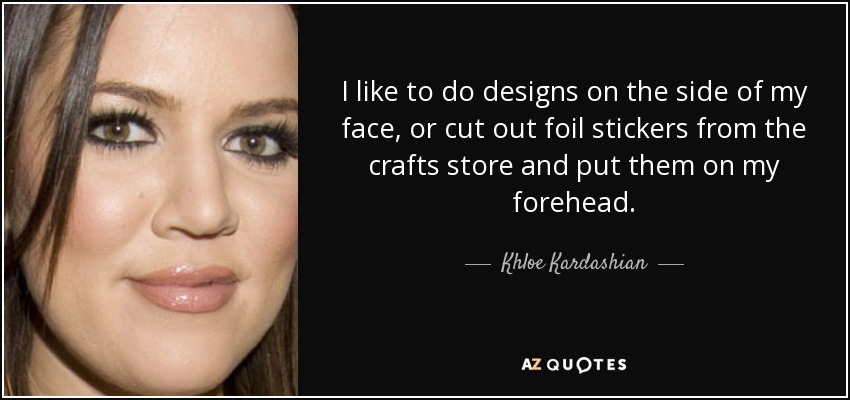 I like to do designs on the side of my
face, or cut out foil stickers from the
crafts store and put them on my
forehead.
Khloe Kardashian
AZ QUOTES